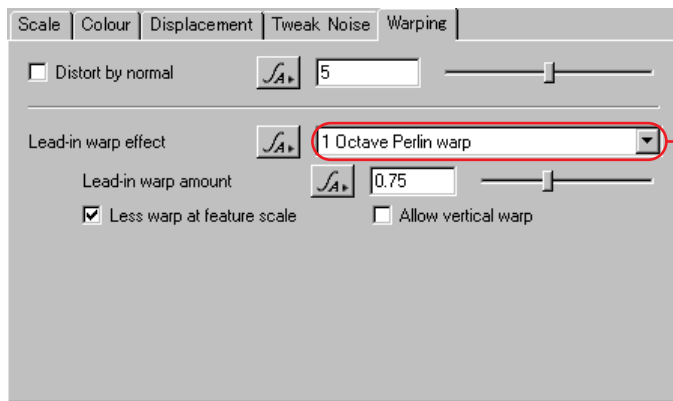 Scale Colour Displacement Tweak Noise Warping
Distort by normal 5
Lead-in warp effect 1 Octave Perlin warp
Lead-in warp amount 0.75
Less warp at feature scale Allow vertical warp